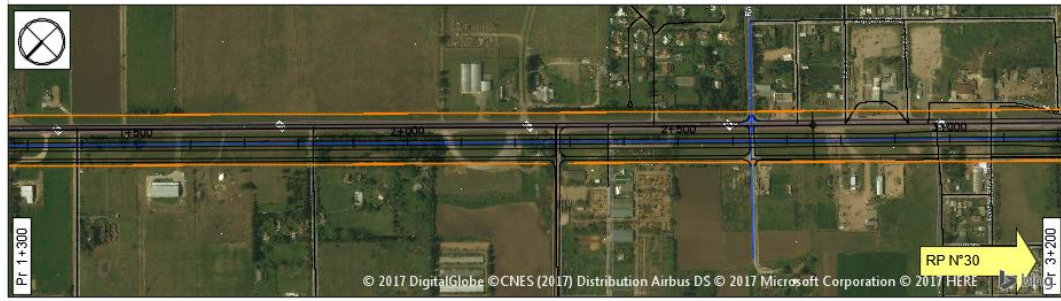 1+500
2+000
2+500
3+000
Pr 1+300
RP N°30
Pr 3+200
© 2017 DigitalGlobe ©CNES (2017) Distribution Airbus DS © 2017 Microsoft Corporation © 2017 HERE
bing